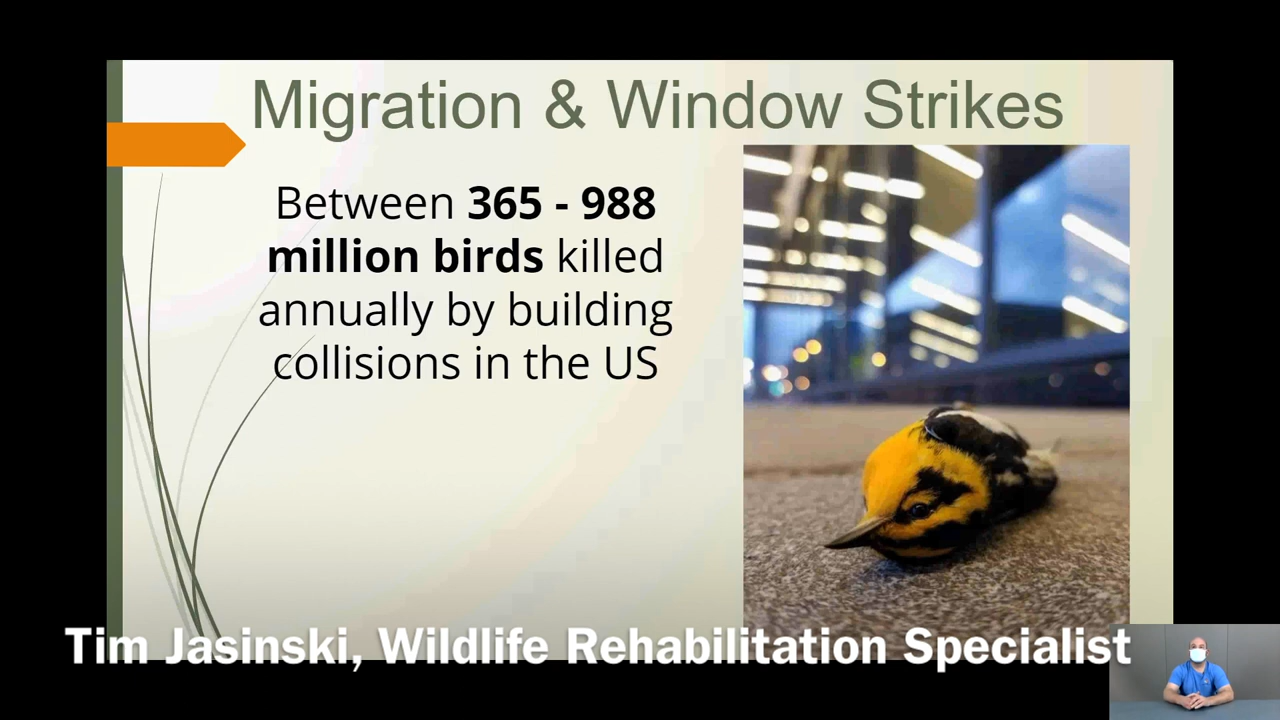 Migration & Window Strikes
Between 365 - 988
million birds killed
annually by building
collisions in the US
Tim Jasinski, Wildlife Rehabilitation Specialist